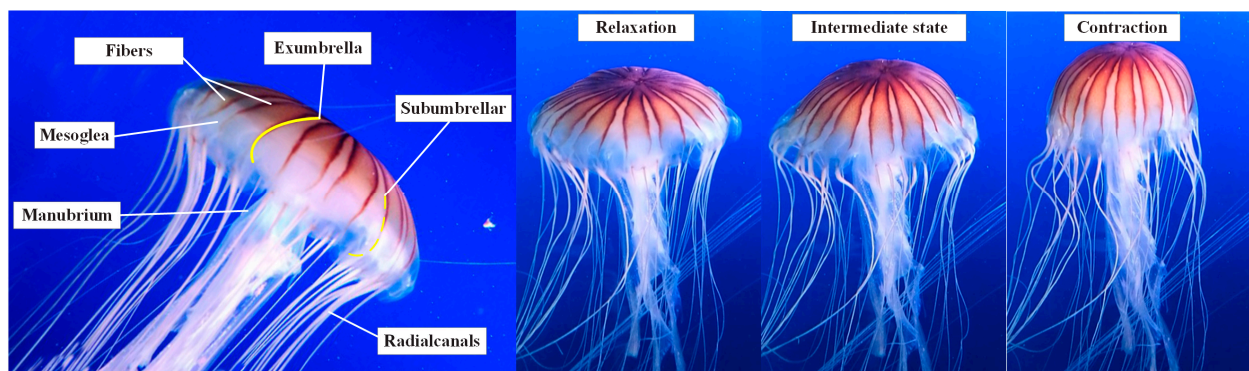 Fibers
Exumbrella
Mesoglea
Subumbrellar
Manubrium
Radialcanals
Relaxation
Intermediate state
Contraction